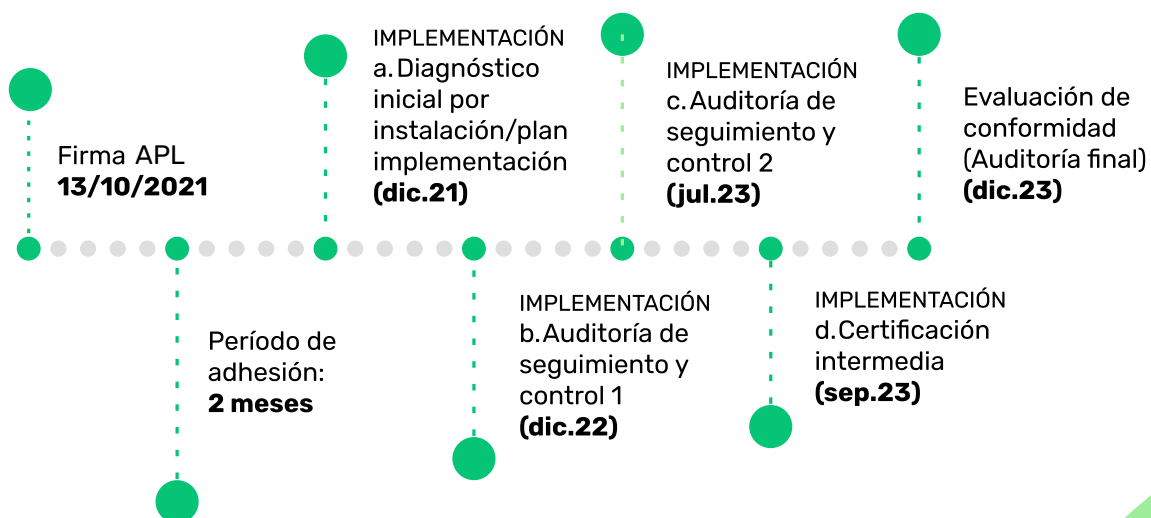 Firma APL
13/10/2021
Período de
adhesión:
2 meses
IMPLEMENTACIÓN
a.Diagnóstico
inicial por
instalación/plan
implementación
(dic.21)
IMPLEMENTACIÓN
b.Auditoría de
seguimiento y
control 1
(dic.22)
IMPLEMENTACIÓN
c.Auditoría de
seguimiento y
control 2
(jul.23)
IMPLEMENTACIÓN
d.Certificación
intermedia
(sep.23)
Evaluación de
conformidad
(Auditoría final)
(dic.23)